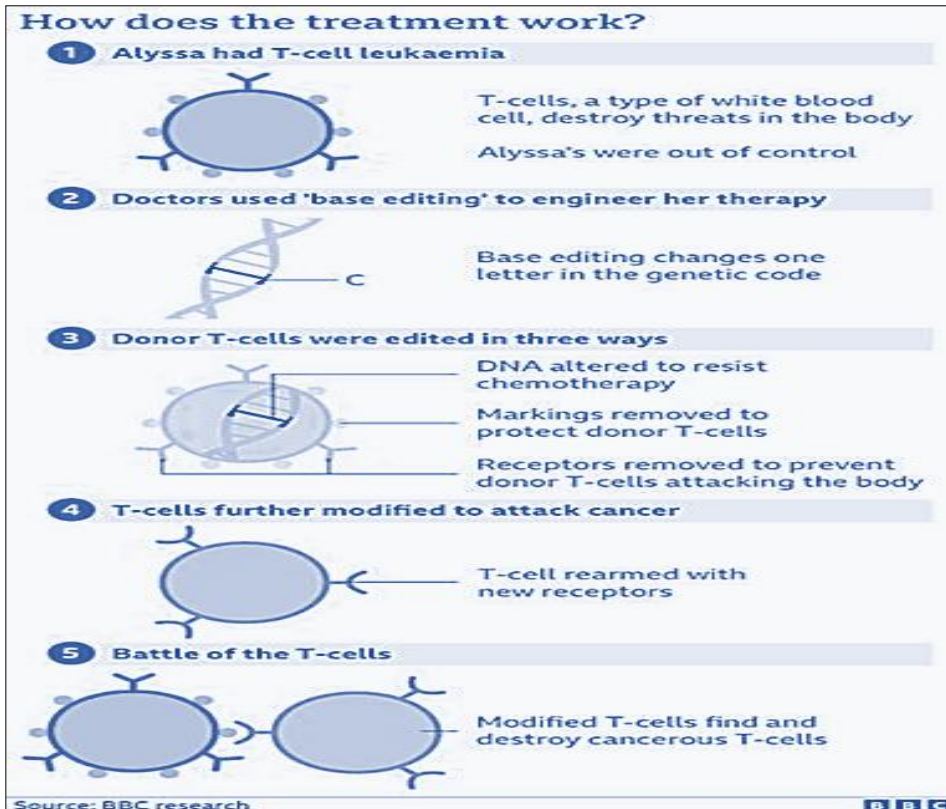 How does the treatment work?
1 Alyssa had T-cell leukaemia
T-cells, a type of white blood
cell, destroy threats in the body
Alyssa's were out of control
2 Doctors used 'base editing' to engineer her therapy
Base editing changes one
letter in the genetic code
C
3 Donor T-cells were edited in three ways
DNA altered to resist
chemotherapy
Markings removed to
protect donor T-cells
Receptors removed to prevent
donor T-cells attacking the body
4 T-cells further modified to attack cancer
T-cell rearmed with
new receptors
5 Battle of the T-cells
Modified T-cells find and
destroy cancerous T-cells
Source: BBC research
BBC